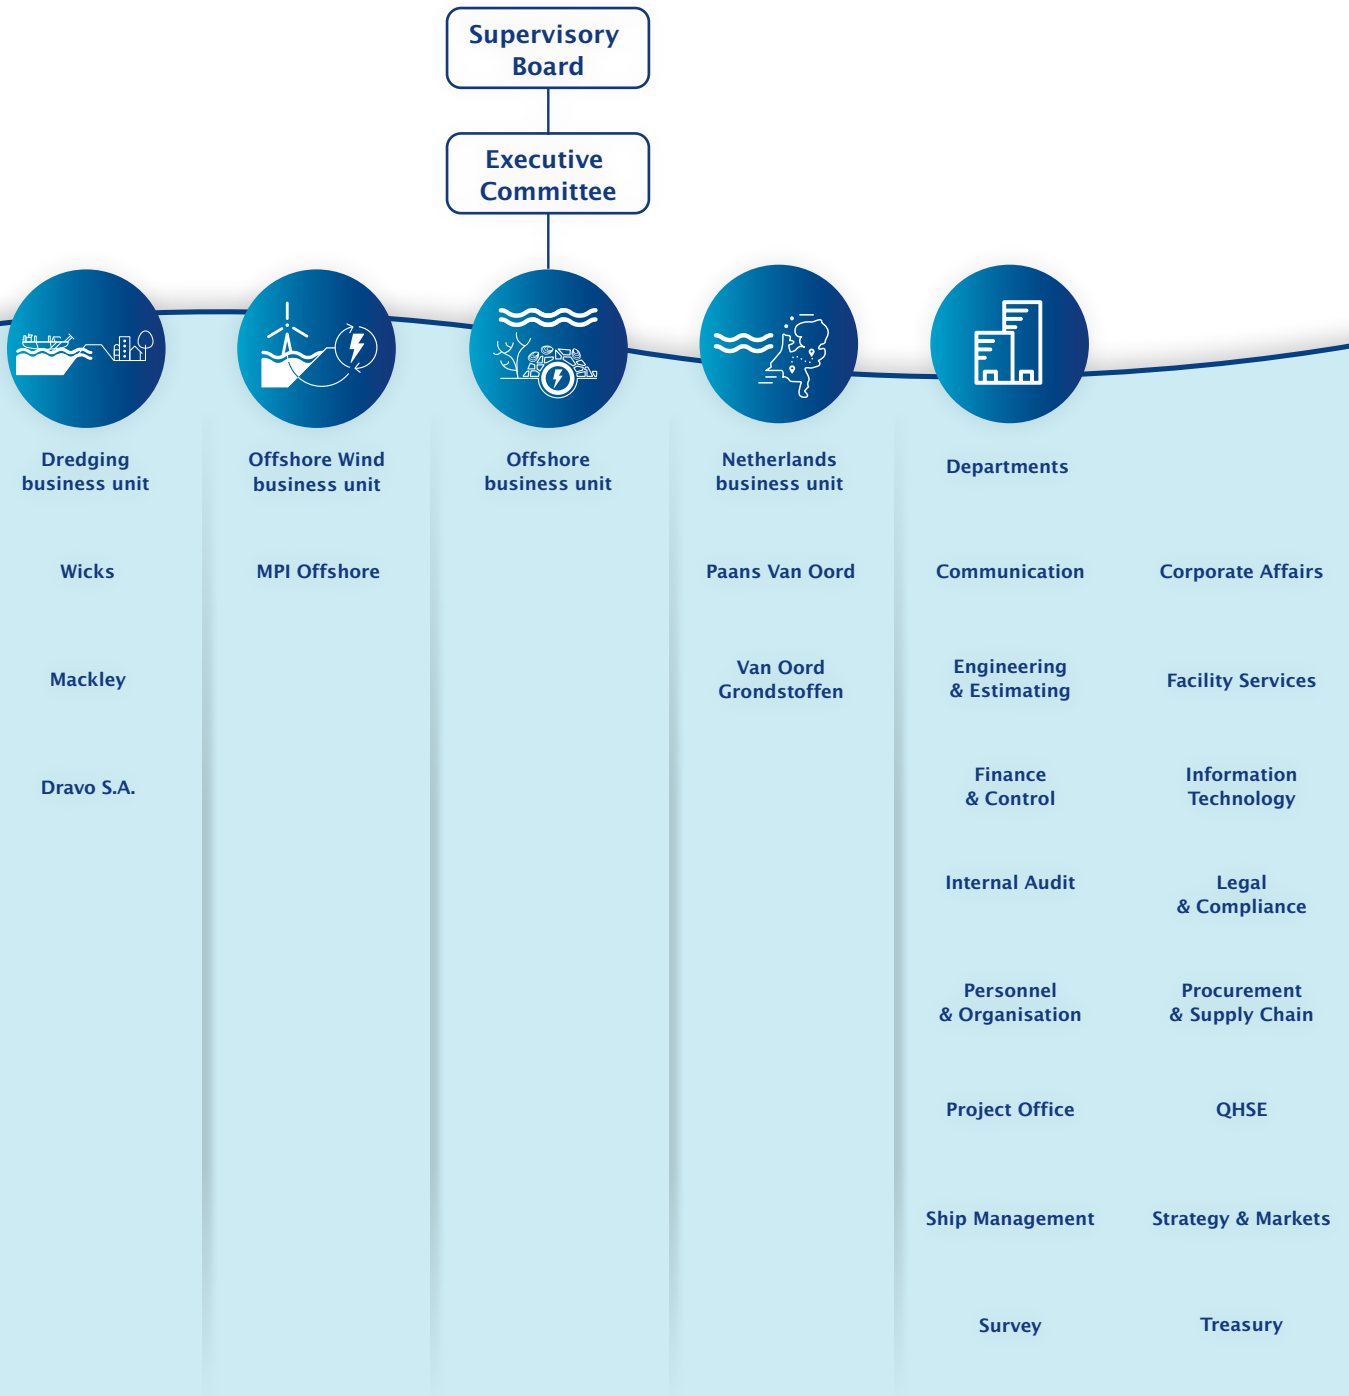 Supervisory
Board
Executive
Committee
Dredging
business unit
Offshore Wind
business unit
Offshore
business unit
Netherlands
business unit
Departments
Wicks
MPI Offshore
Paans Van Oord
Communication
Corporate Affairs
Mackley
Van Oord
Grondstoffen
Engineering
& Estimating
Facility Services
Dravo S.A.
Finance
& Control
Information
Technology
Internal Audit
Legal
& Compliance
Personnel
& Organisation
Procurement
& Supply Chain
Project Office
QHSE
Ship Management
Strategy & Markets
Survey
Treasury